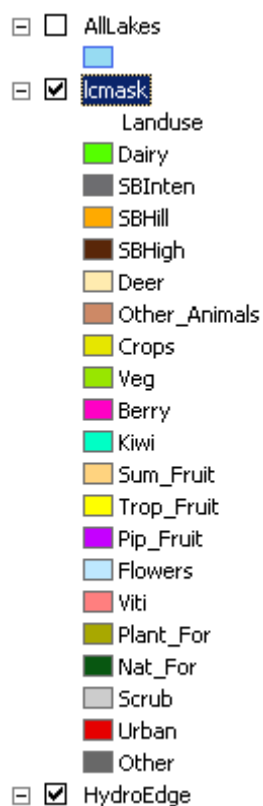 AllLakes
lcmask
Landuse
Dairy
SBInten
SBHill
SBHigh
Deer
Other_Animals
Crops
Veg
Berry
Kiwi
Sum_Fruit
Trop_Fruit
Pip_Fruit
Flowers
Viti
Plant_For
Nat_For
Scrub
Urban
Other
HydroEdge